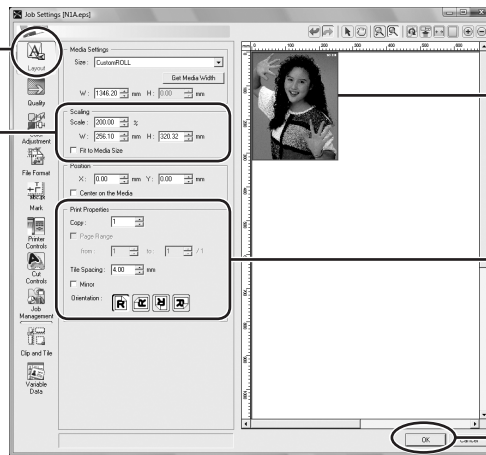 Job Settings [N1A.eps]
Layout
Quality
Color
Adjustment
File Format
Mark
Printer
Controls
Cut
Controls
Job
Management
Clip and Tile
Variable
Data
Media Settings
Size : CustomROLL
Get Media Width
W : 1346.20 mm H : 0.00 mm
Scaling
Scale : 200.00 %
W : 256.10 mm H : 320.32 mm
Fit to Media Size
Position
X : 0.00 mm Y : 0.00 mm
Center on the Media
Print Properties
Copy : 1
Page Range
from : 1 to : 1 / 1
Tile Spacing : 4.00 mm
Mirror
Orientation :
OK